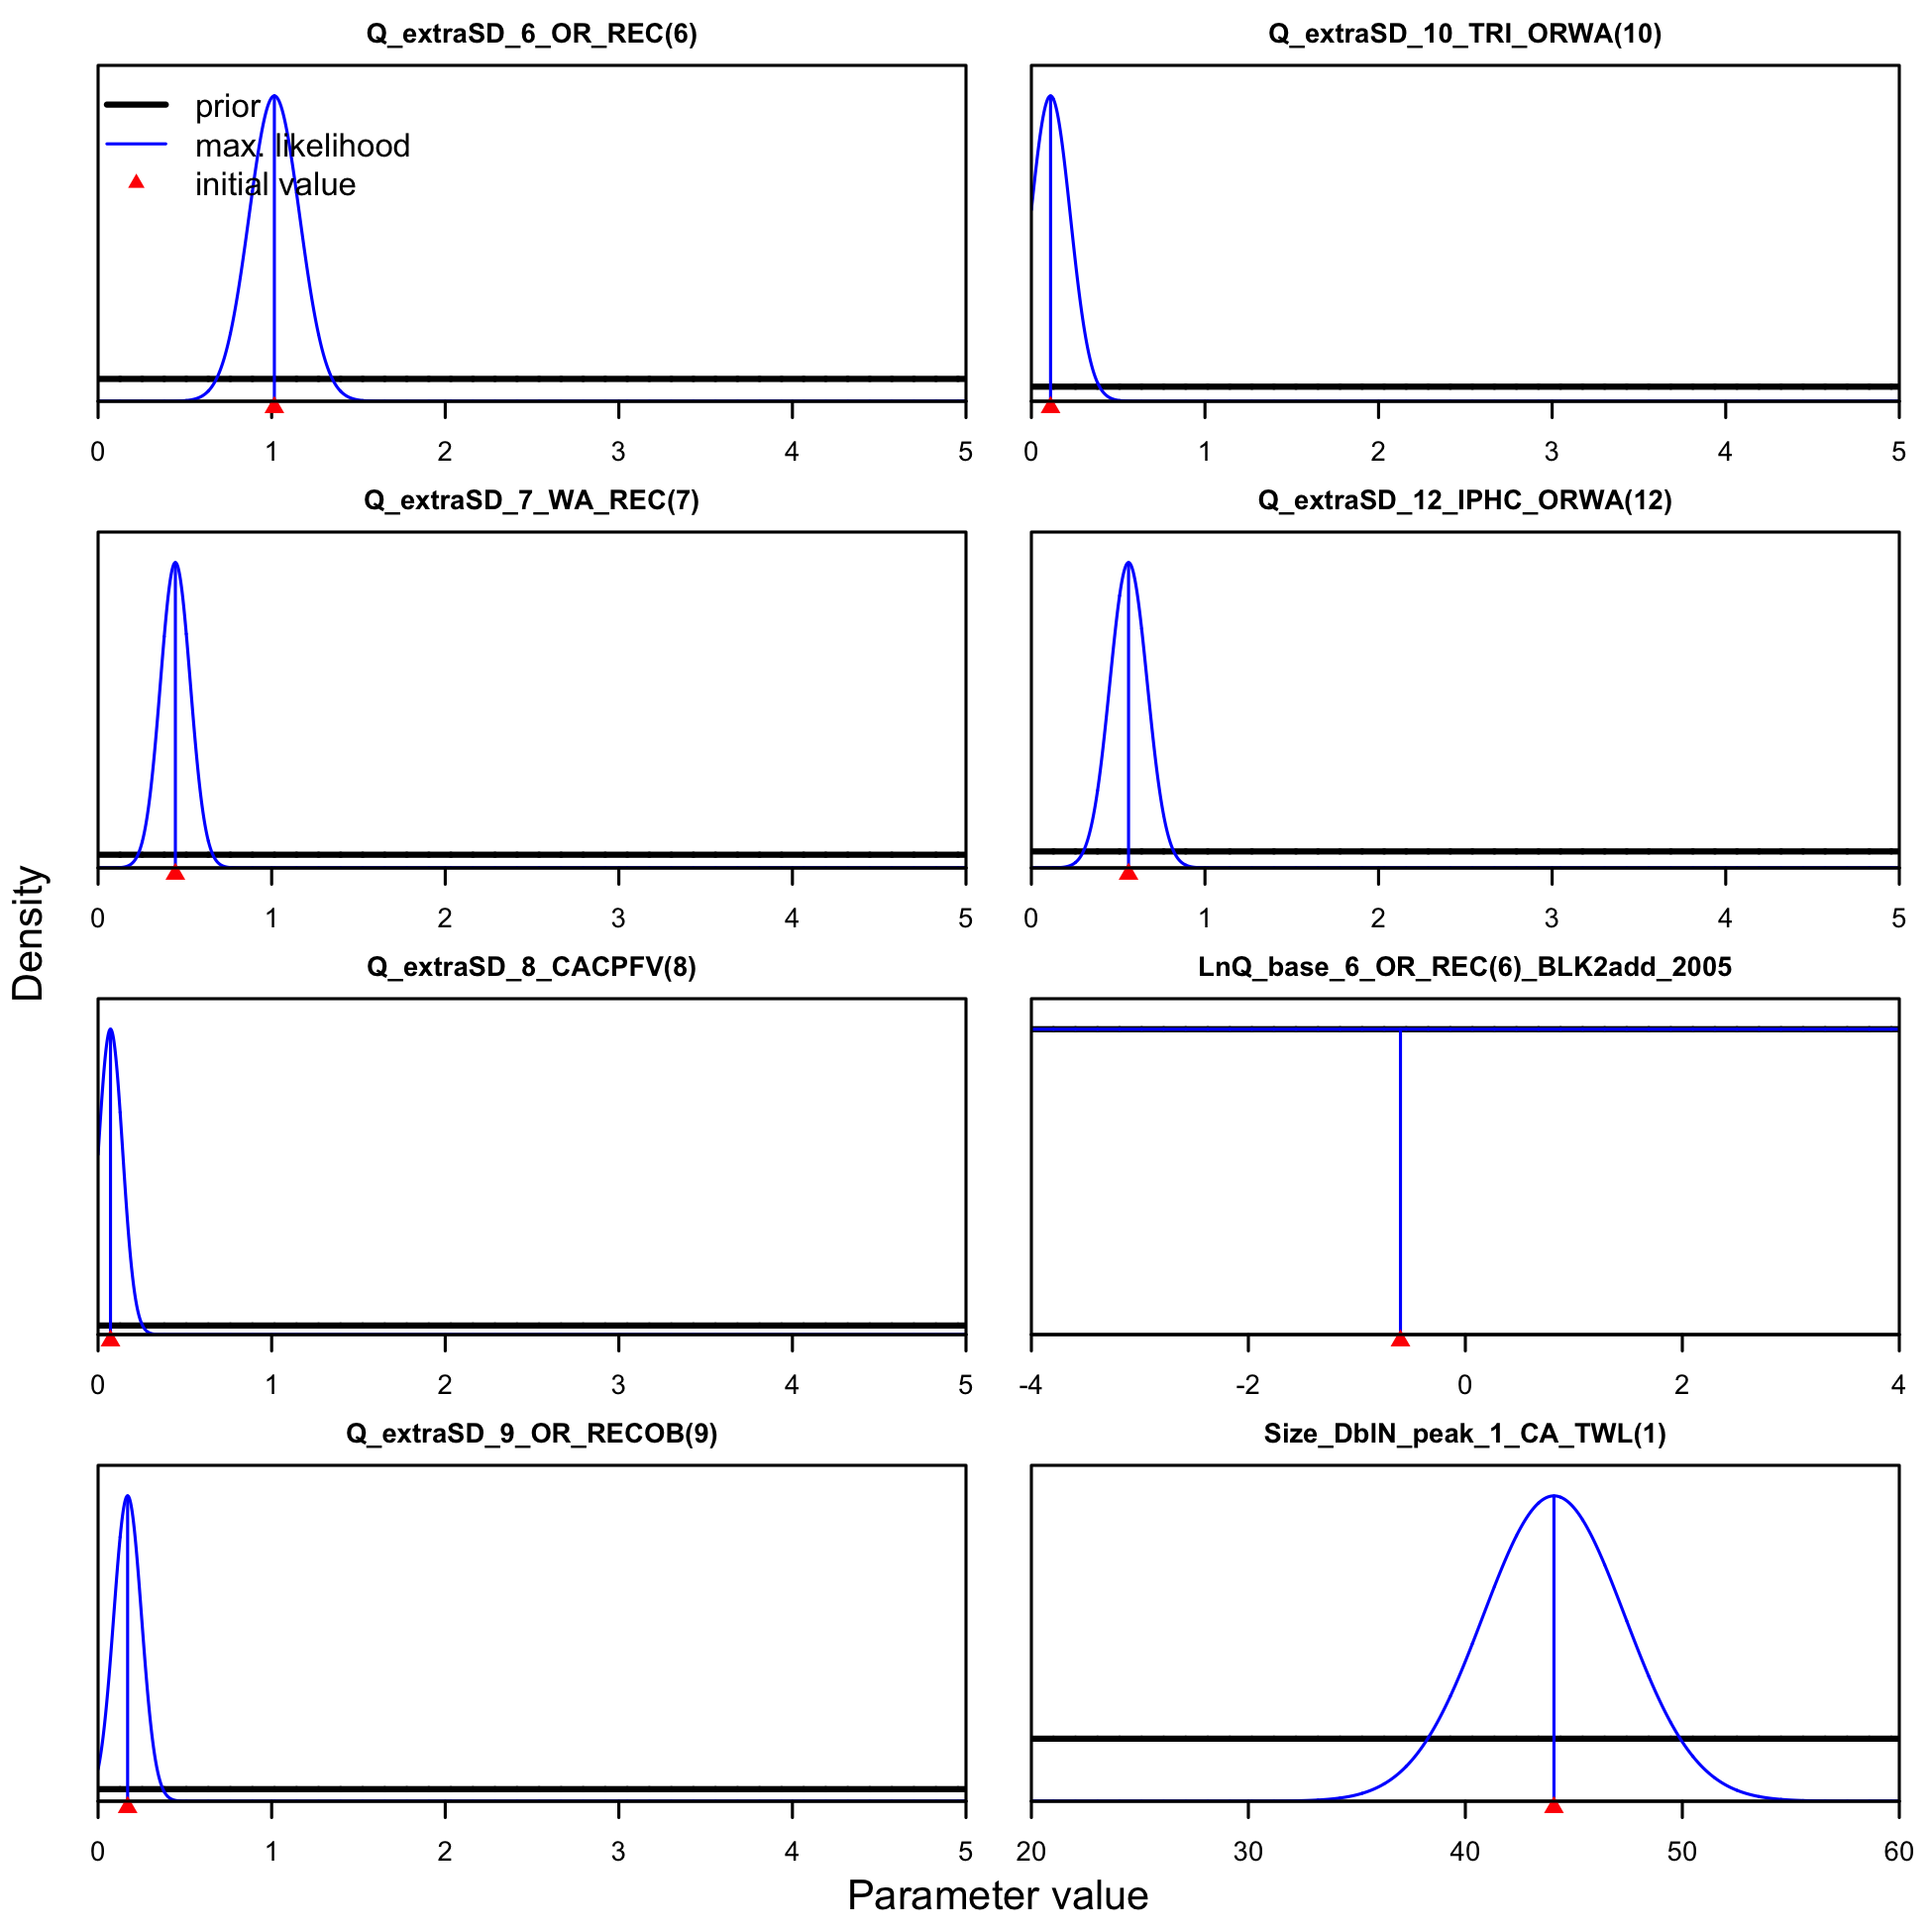 Q_extraSD_6_OR_REC(6)
prior
max. likelihood
initial value
0 1 2 3 4 5
Q_extraSD_10_TRI_ORWA(10)
0 1 2 3 4 5
Q_extraSD_7_WA_REC(7)
0 1 2 3 4 5
Q_extraSD_12_IPHC_ORWA(12)
0 1 2 3 4 5
Q_extraSD_8_CACPFV(8)
0 1 2 3 4 5
LnQ_base_6_OR_REC(6)_BLK2add_2005
-4 -2 0 2 4
Q_extraSD_9_OR_RECOB(9)
0 1 2 3 4 5
Size_DblN_peak_1_CA_TWL(1)
20 30 40 50 60
Density
Parameter value